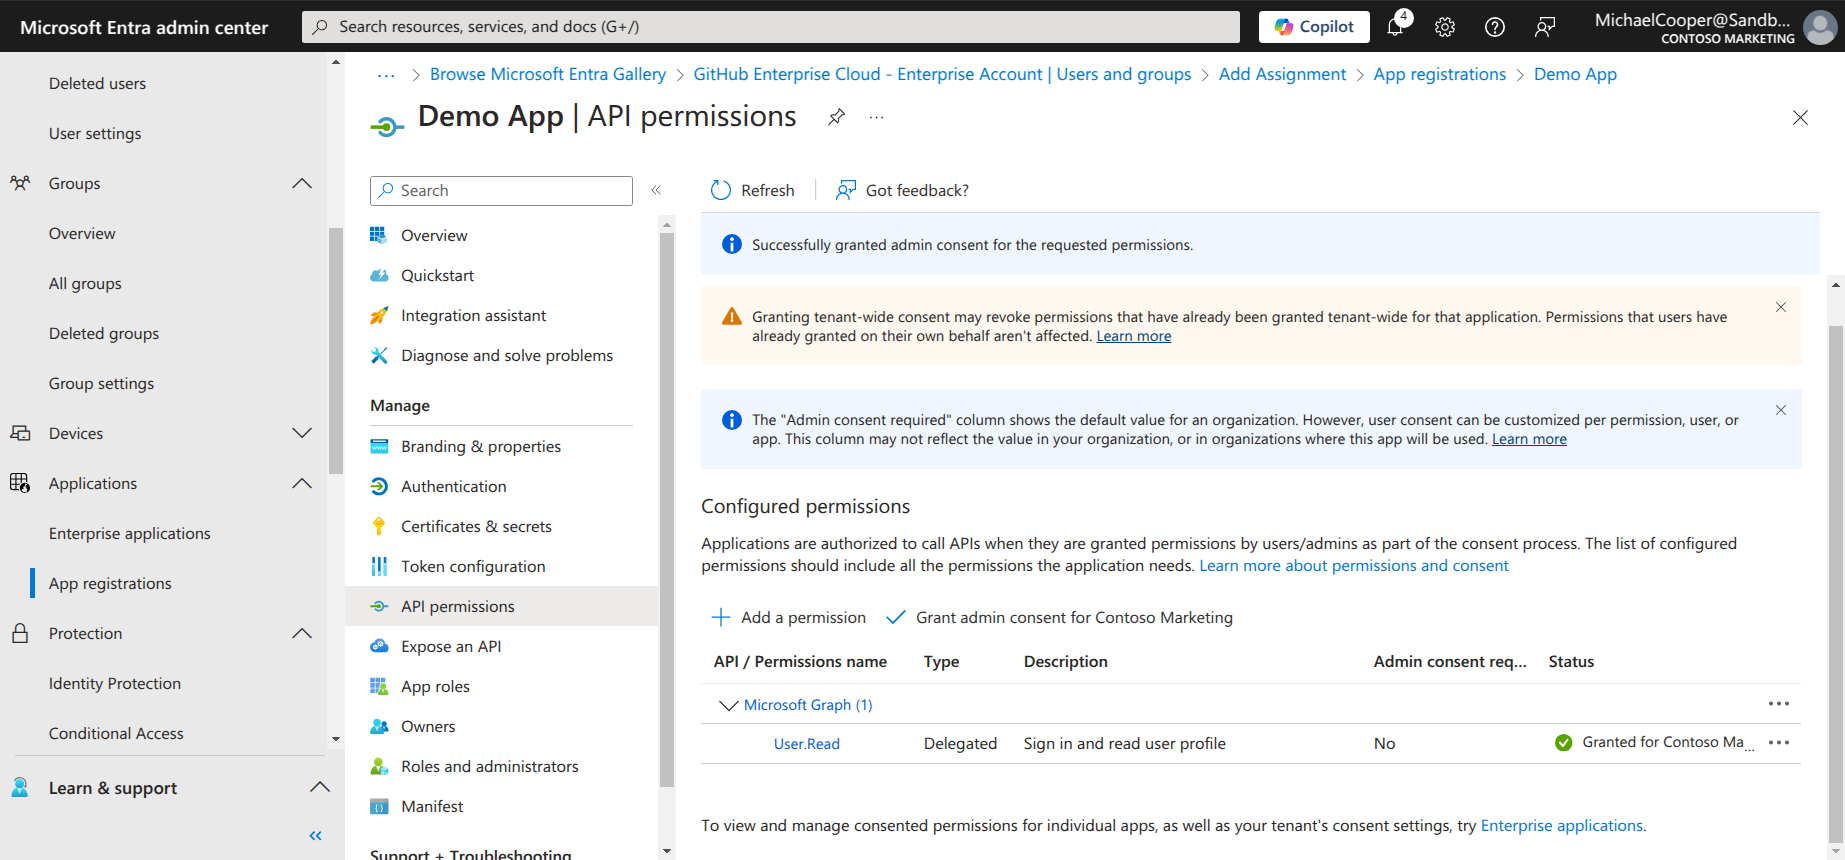 Microsoft Entra admin center
Search resources, services, and docs (G+/)
Copilot
4
MichaelCooper@Sandb...
CONTOSO MARKETING
Deleted users
User settings
Groups
Overview
All groups
Deleted groups
Group settings
Devices
Applications
Enterprise applications
App registrations
Protection
Identity Protection
Conditional Access
Learn & support
... > Browse Microsoft Entra Gallery > GitHub Enterprise Cloud - Enterprise Account | Users and groups > Add Assignment > App registrations > Demo App
Demo App | API permissions
Search
Overview
Quickstart
Integration assistant
Diagnose and solve problems
Manage
Branding & properties
Authentication
Certificates & secrets
Token configuration
API permissions
Expose an API
App roles
Owners
Roles and administrators
Manifest
Support + Troubleshooting
Refresh
Got feedback?
Successfully granted admin consent for the requested permissions.
Granting tenant-wide consent may revoke permissions that have already been granted tenant-wide for that application. Permissions that users have
already granted on their own behalf aren't affected. Learn more
The "Admin consent required" column shows the default value for an organization. However, user consent can be customized per permission, user, or
app. This column may not reflect the value in your organization, or in organizations where this app will be used. Learn more
Configured permissions
Applications are authorized to call APIs when they are granted permissions by users/admins as part of the consent process. The list of configured
permissions should include all the permissions the application needs. Learn more about permissions and consent
Add a permission
Grant admin consent for Contoso Marketing
API / Permissions name Type Description Admin consent req... Status
Microsoft Graph (1)
User.Read Delegated Sign in and read user profile No Granted for Contoso Ma...
To view and manage consented permissions for individual apps, as well as your tenant's consent settings, try Enterprise applications.